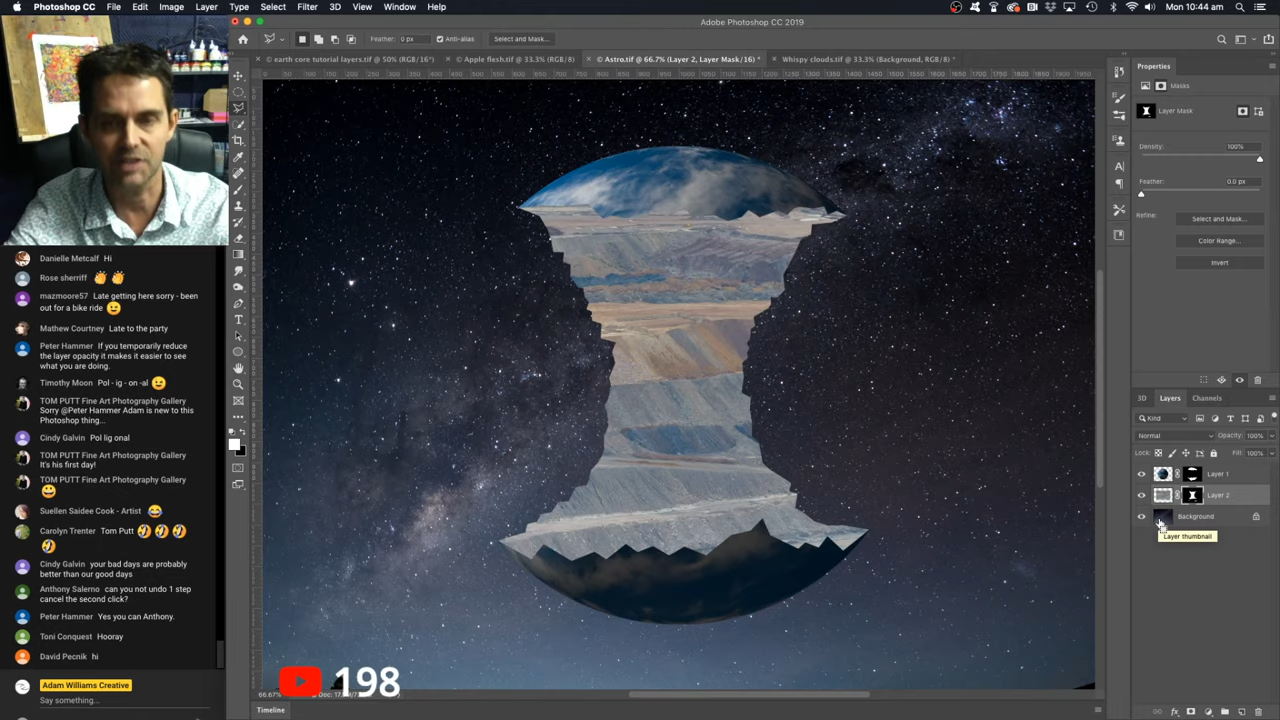 Photoshop CC File Edit Image Layer Type Select Filter 3D View Window Help
Mon 10:44 am
Adobe Photoshop CC 2019
Feather: 0 px Anti-alias Select and Mask...
© earth core tutorial layers.tif @ 50% (RGB/16*)
© Apple flesh.tif @ 33.3% (RGB/8)
© Astro.tif @ 66.7% (Layer 2, Layer Mask/16) *
Whispy clouds.tif @ 33.3% (Background, RGB/8) *
Danielle Metcalf Hi
Rose sherriff
mazmoore57 Late getting here sorry - been
out for a bike ride
Mathew Courtney Late to the party
Peter Hammer If you temporarily reduce
the layer opacity it makes it easier to see
what you are doing.
Timothy Moon Pol - ig - on -al
TOM PUTT Fine Art Photography Gallery
Sorry @Peter Hammer Adam is new to this
Photoshop thing...
Cindy Galvin Pol lig onal
TOM PUTT Fine Art Photography Gallery
It's his first day!
TOM PUTT Fine Art Photography Gallery
Suellen Saidee Cook - Artist
Carolyn Trenter Tom Putt
Cindy Galvin your bad days are probably
better than our good days
Anthony Salerno can you not undo 1 step
cancel the second click?
Peter Hammer Yes you can Anthony.
Toni Conquest Hooray
David Pecnik hi
Adam Williams Creative
Say something...
198
66.67%
Timeline
Properties
Masks
Layer Mask
Density: 100%
Feather: 0.0 px
Refine: Select and Mask...
Color Range...
Invert
3D Layers Channels
Kind
Normal Opacity: 100%
Lock: Fill: 100%
Layer 1
Layer 2
Background
Layer thumbnail